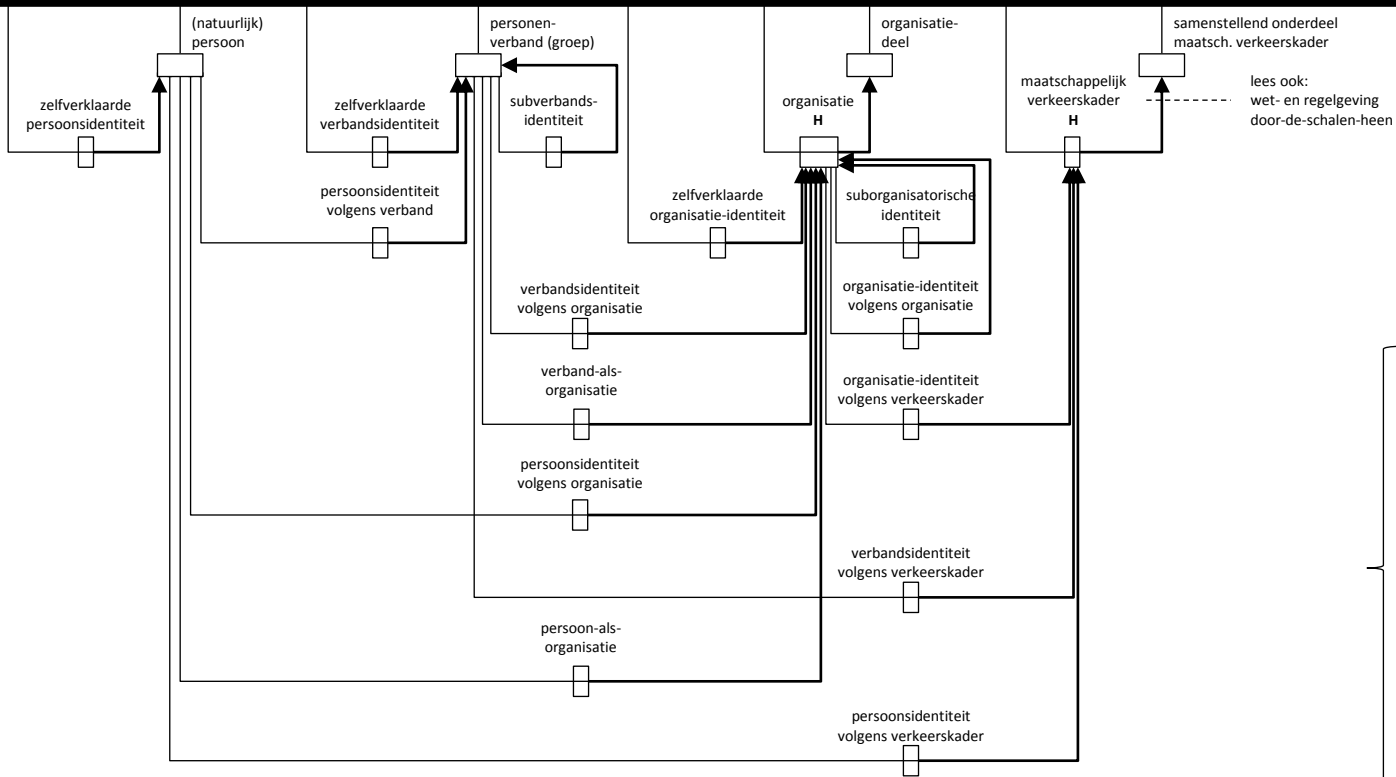 (natuurlijk)
persoon
personen-
verband (groep)
organisatie-
deel
samenstellend onderdeel
maatsch. verkeerskader
zelfverklaarde
persoonsidentiteit
zelfverklaarde
verbandsidentiteit
subverbands-
identiteit
organisatie
H
maatschappelijk
verkeerskader
H
lees ook:
wet- en regelgeving
door-de-schalen-heen
persoonsidentiteit
volgens verband
zelfverklaarde
organisatie-identiteit
suborganisatorische
identiteit
verbandsidentiteit
volgens organisatie
organisatie-identiteit
volgens organisatie
verband-als-
organisatie
organisatie-identiteit
volgens verkeerskader
persoonsidentiteit
volgens organisatie
verbandsidentiteit
volgens verkeerskader
persoon-als-
organisatie
persoonsidentiteit
volgens verkeerskader